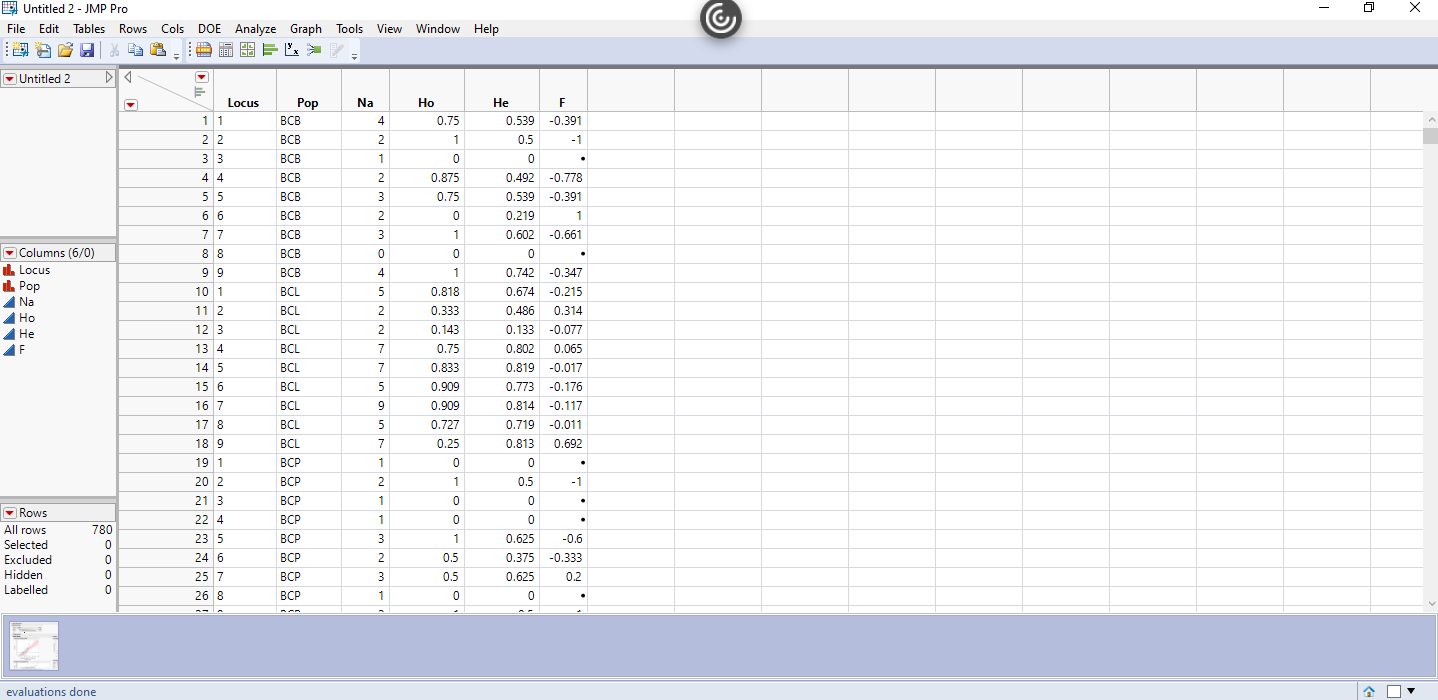 Untitled 2 - JMP Pro
File Edit Tables Rows Cols DOE Analyze Graph Tools View Window Help
Untitled 2
Locus Pop Na Ho He F
1 1 BCB 4 0.75 0.539 -0.391
2 2 BCB 2 1 0.5 -1
3 3 BCB 1 0 0 •
4 4 BCB 2 0.875 0.492 -0.778
5 5 BCB 3 0.75 0.539 -0.391
6 6 BCB 2 0 0.219 1
7 7 BCB 3 1 0.602 -0.661
8 8 BCB 0 0 0 •
9 9 BCB 4 1 0.742 -0.347
10 1 BCL 5 0.818 0.674 -0.215
11 2 BCL 2 0.333 0.486 0.314
12 3 BCL 2 0.143 0.133 -0.077
13 4 BCL 7 0.75 0.802 0.065
14 5 BCL 7 0.833 0.819 -0.017
15 6 BCL 5 0.909 0.773 -0.176
16 7 BCL 9 0.909 0.814 -0.117
17 8 BCL 5 0.727 0.719 -0.011
18 9 BCL 7 0.25 0.813 0.692
19 1 BCP 1 0 0 •
20 2 BCP 2 1 0.5 -1
21 3 BCP 1 0 0 •
22 4 BCP 1 0 0 •
23 5 BCP 3 1 0.625 -0.6
24 6 BCP 2 0.5 0.375 -0.333
25 7 BCP 3 0.5 0.625 0.2
26 8 BCP 1 0 0 •
Columns (6/0)
Locus
Pop
Na
Ho
He
F
Rows
All rows 780
Selected 0
Excluded 0
Hidden 0
Labelled 0
evaluations done